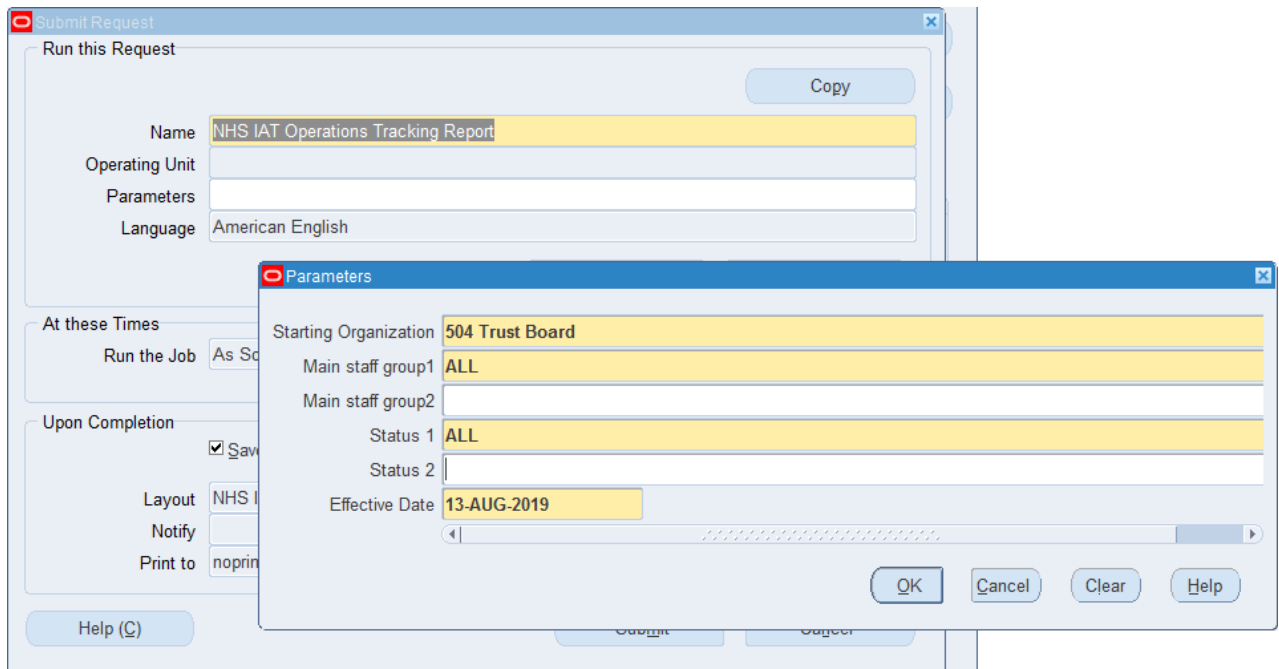 Submit Request
Run this Request
Copy
Name NHS IAT Operations Tracking Report
Operating Unit
Parameters
Language American English
Parameters
Starting Organization 504 Trust Board
Main staff group1 ALL
Main staff group2
Status 1 ALL
Status 2
Effective Date 13-AUG-2019
OK Cancel Clear Help
At these Times
Run the Job As
Upon Completion
Layout NHS
Notify
Print to
Help (C) Submit Cancel